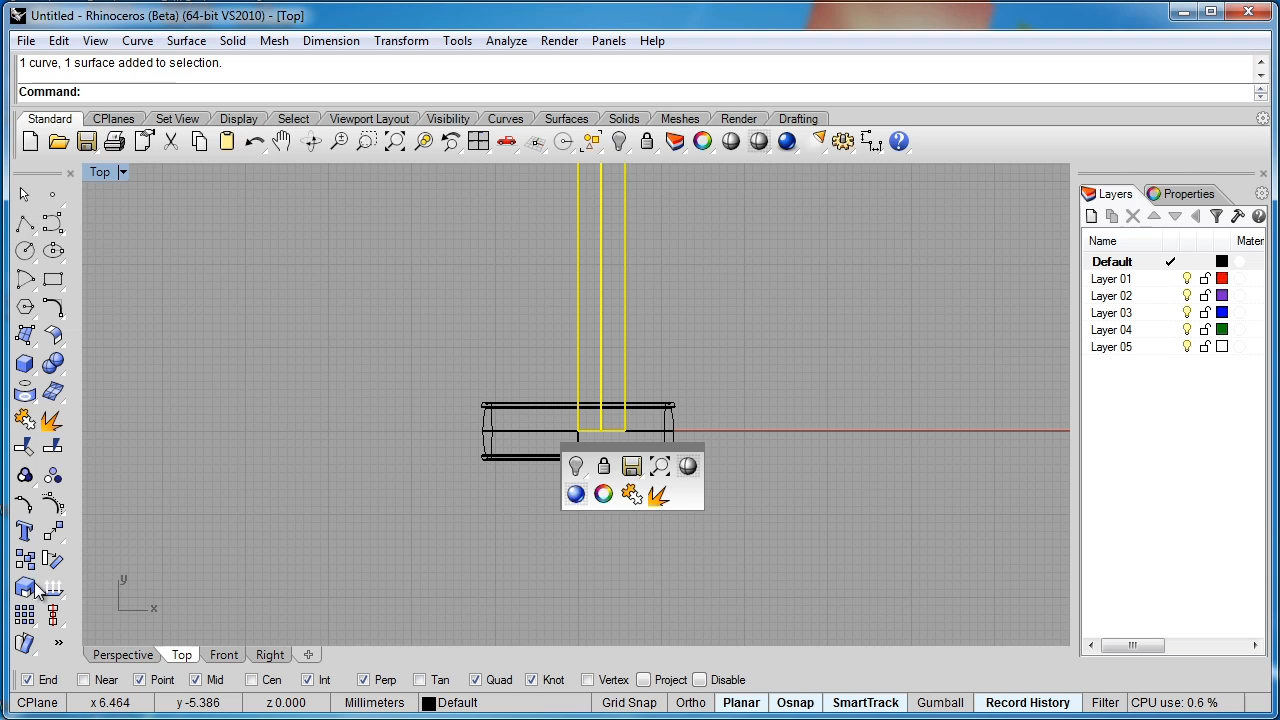 Untitled - Rhinoceros (Beta) (64-bit VS2010) - [Top]
File Edit View Curve Surface Solid Mesh Dimension Transform Tools Analyze Render Panels Help
1 curve, 1 surface added to selection.
Command:
Standard CPlanes Set View Display Select Viewport Layout Visibility Curves Surfaces Solids Meshes Render Drafting
Top
Layers Properties
Name Mater
Default
Layer 01
Layer 02
Layer 03
Layer 04
Layer 05
y
x
Perspective Top Front Right
End Near Point Mid Cen Int Perp Tan Quad Knot Vertex Project Disable
CPlane x 6.464 y -5.386 z 0.000 Millimeters Default Grid Snap Ortho Planar Osnap SmartTrack Gumball Record History Filter CPU use: 0.6 %